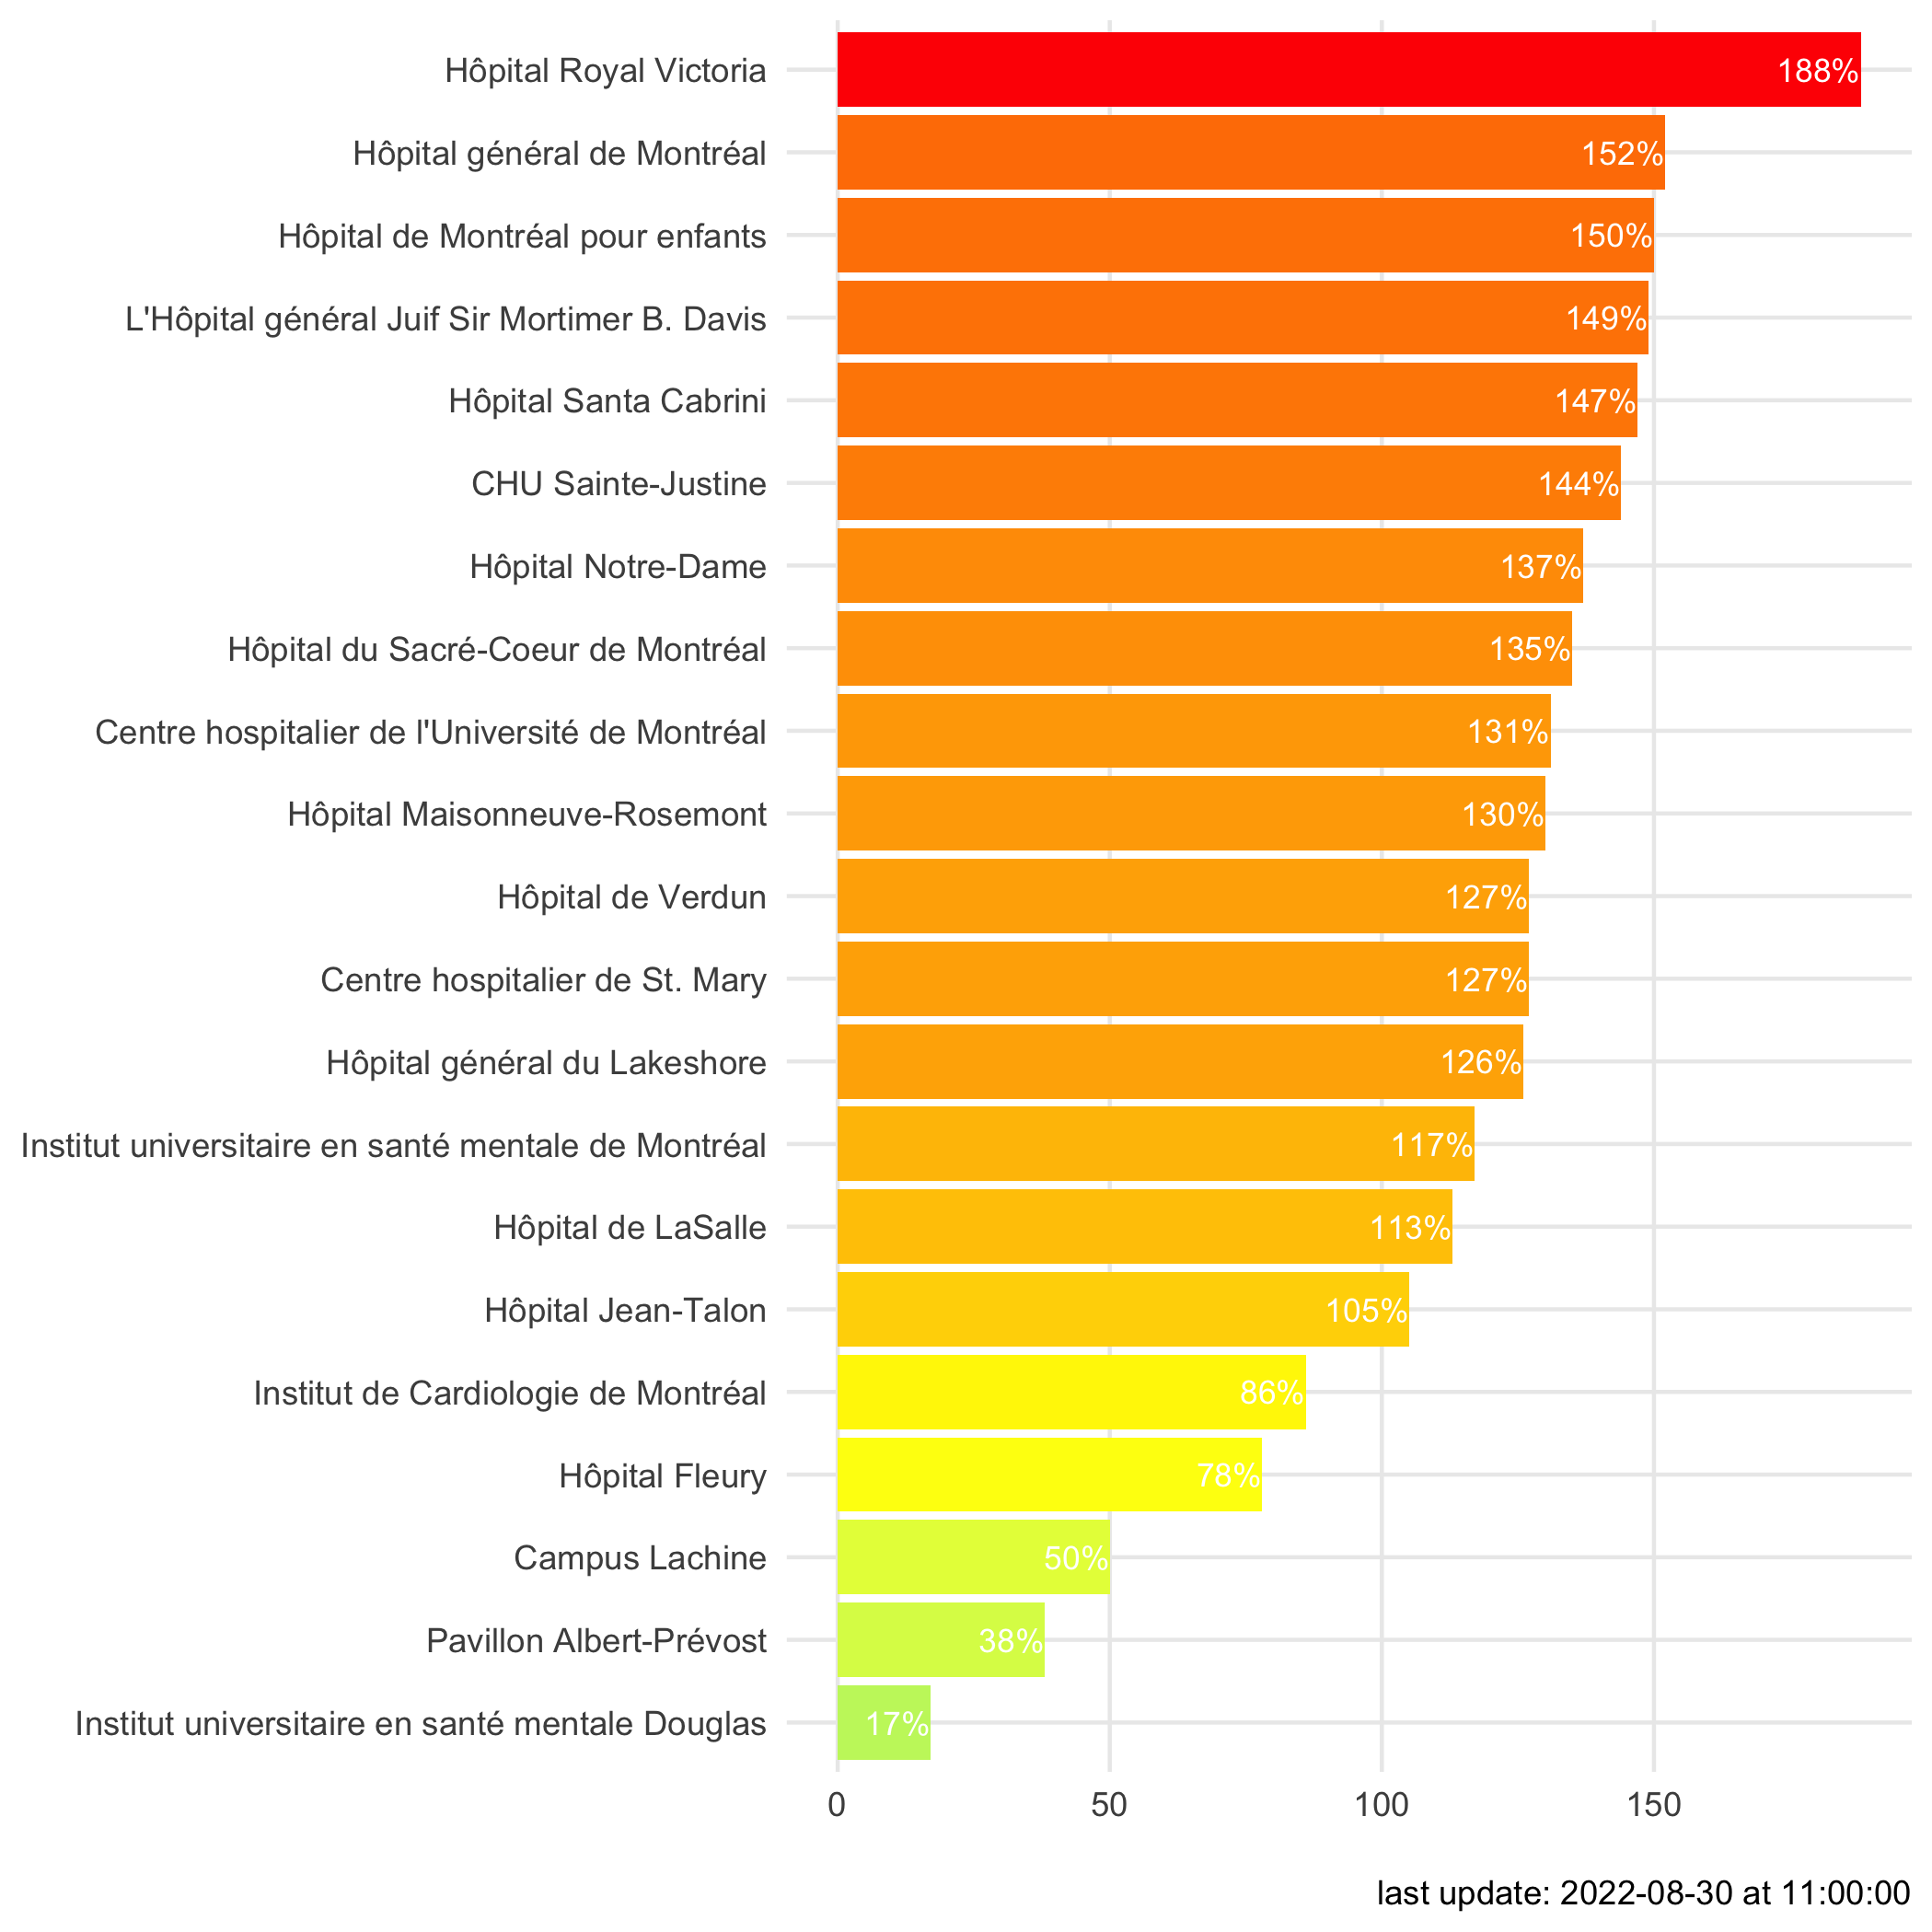 Hôpital Royal Victoria 188%
Hôpital général de Montréal 152%
Hôpital de Montréal pour enfants 150%
L'Hôpital général Juif Sir Mortimer B. Davis 149%
Hôpital Santa Cabrini 147%
CHU Sainte-Justine 144%
Hôpital Notre-Dame 137%
Hôpital du Sacré-Coeur de Montréal 135%
Centre hospitalier de l'Université de Montréal 131%
Hôpital Maisonneuve-Rosemont 130%
Hôpital de Verdun 127%
Centre hospitalier de St. Mary 127%
Hôpital général du Lakeshore 126%
Institut universitaire en santé mentale de Montréal 117%
Hôpital de LaSalle 113%
Hôpital Jean-Talon 105%
Institut de Cardiologie de Montréal 86%
Hôpital Fleury 78%
Campus Lachine 50%
Pavillon Albert-Prévost 38%
Institut universitaire en santé mentale Douglas 17%
0 50 100 150
last update: 2022-08-30 at 11:00:00